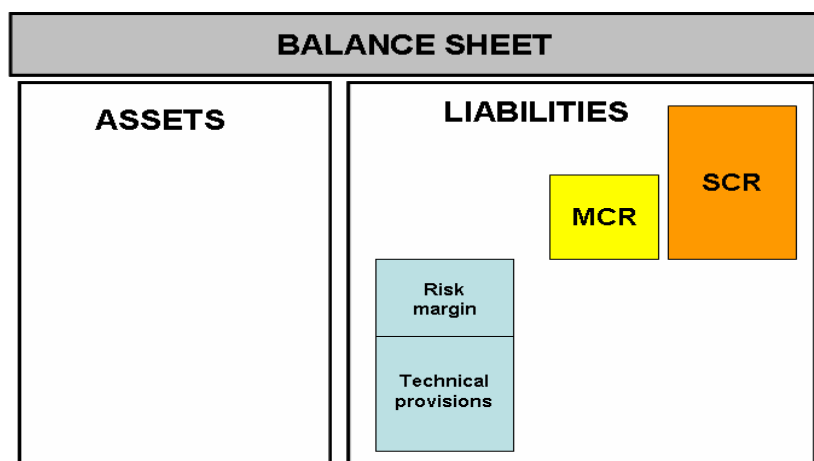 BALANCE SHEET
ASSETS
LIABILITIES
SCR
MCR
Risk
margin
Technical
provisions